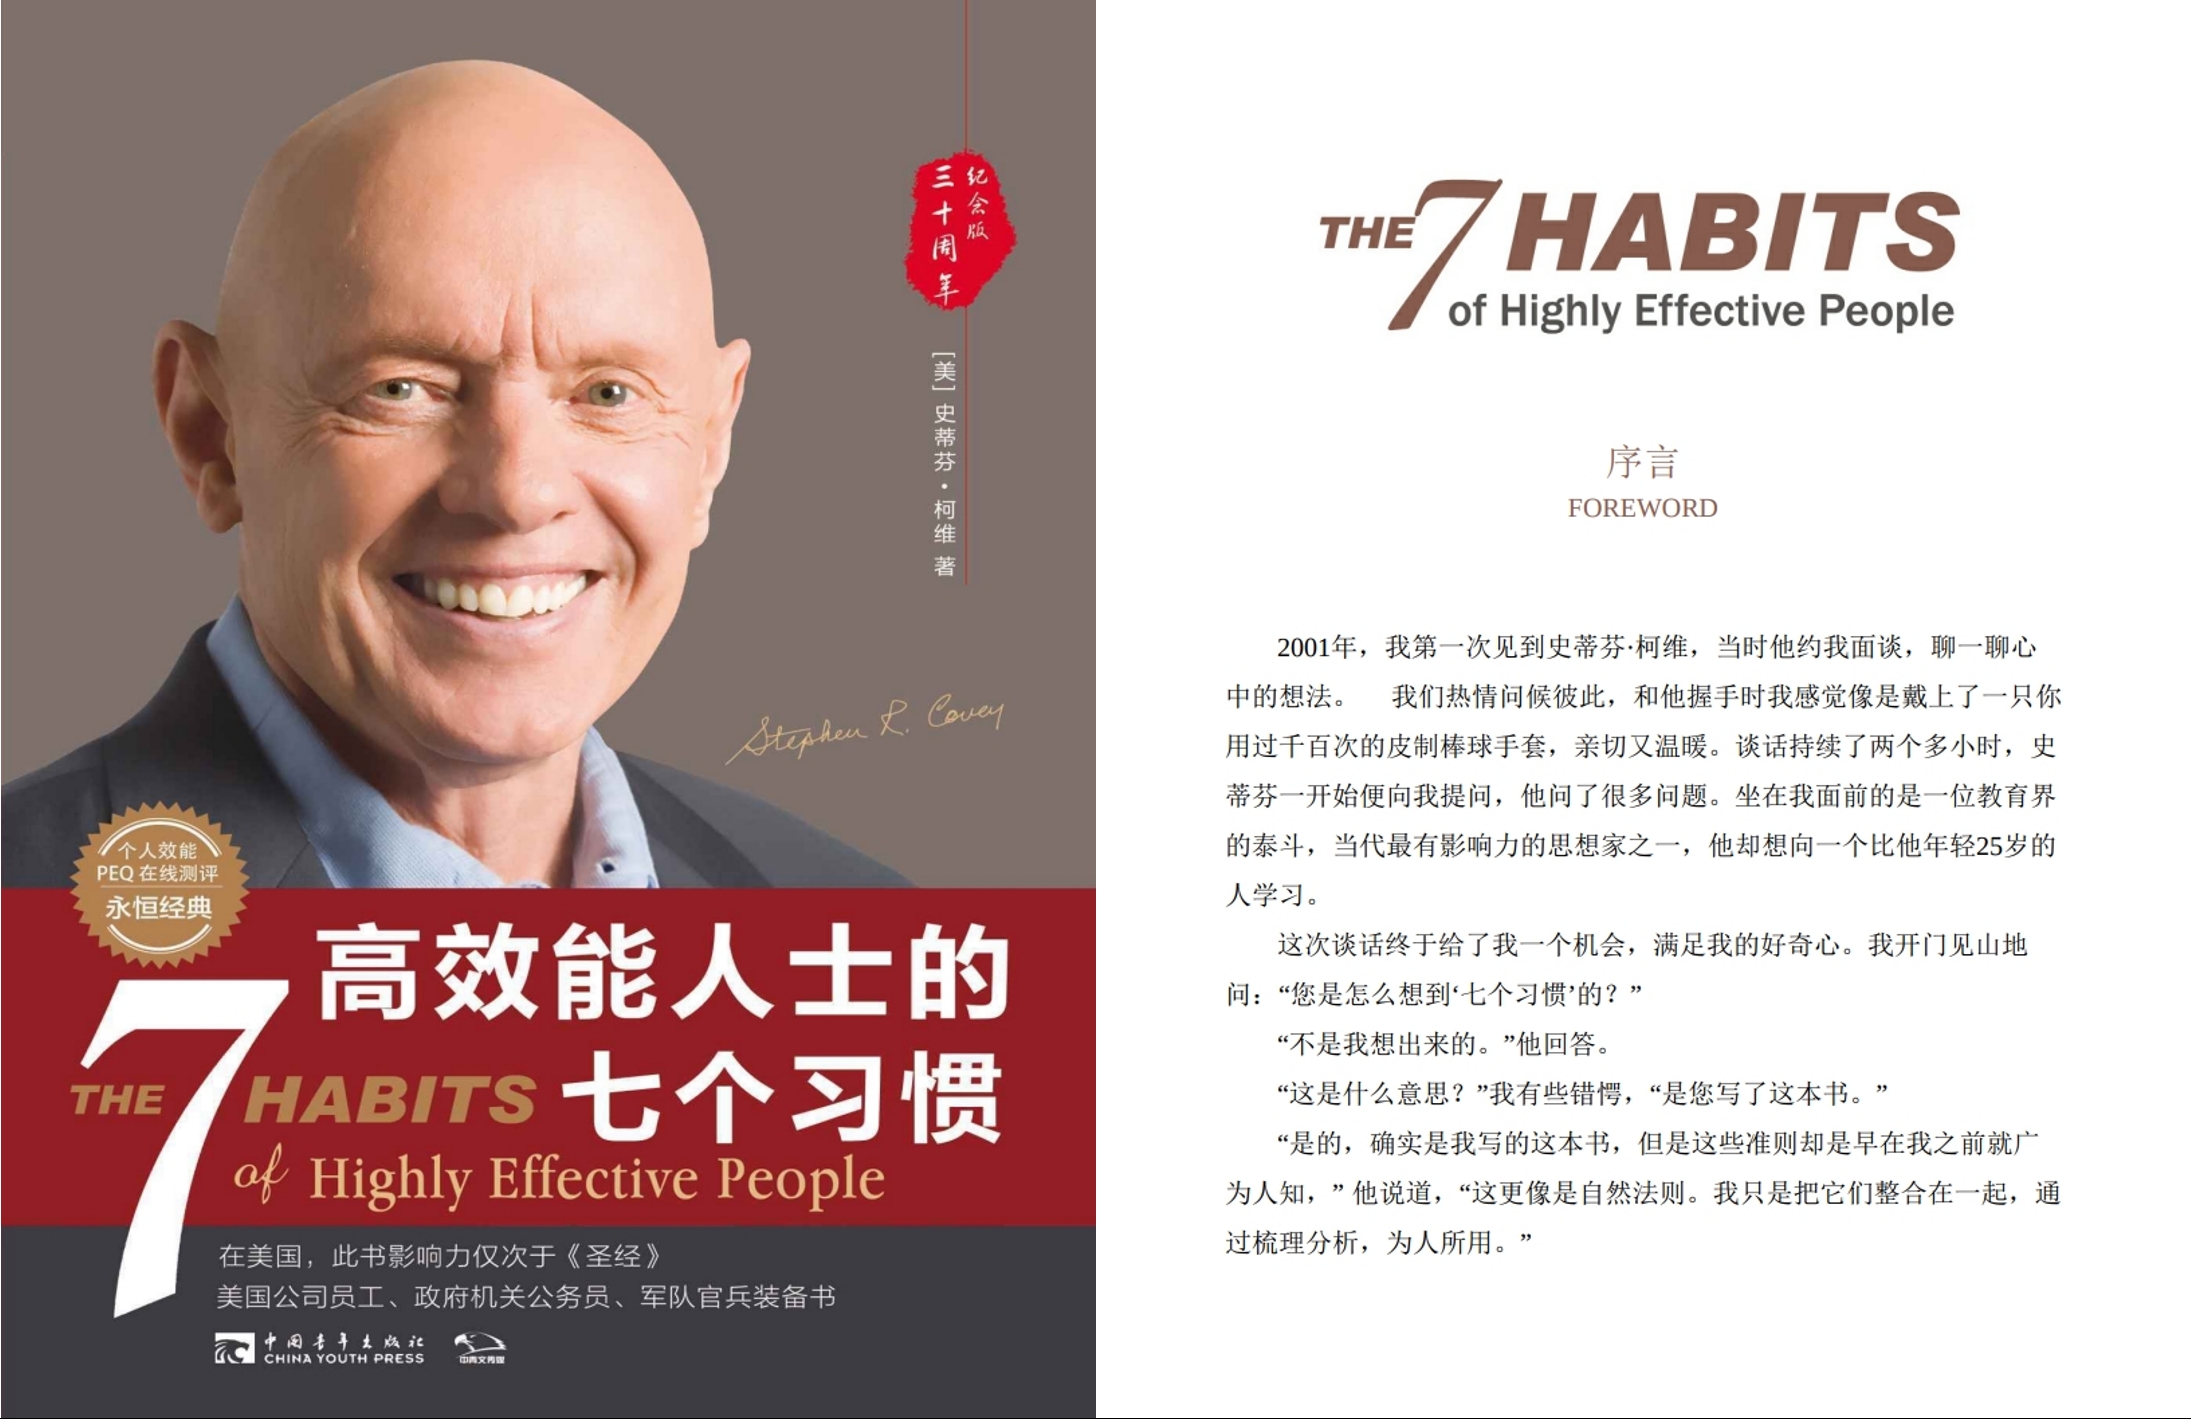 纪念版
三十周年
[美] 史蒂芬·柯维 著
Stephen R. Covey
个人效能
PEQ 在线测评
永恒经典
高效能人士的
THE 7 HABITS 七个习惯
of Highly Effective People
在美国，此书影响力仅次于《圣经》
美国公司员工、政府机关公务员、军队官兵装备书
中国青年出版社
CHINA YOUTH PRESS
中青文传媒
THE 7 HABITS
of Highly Effective People
序言
FOREWORD
2001年，我第一次见到史蒂芬·柯维，当时他约我面谈，聊一聊心
中的想法。 我们热情问候彼此，和他握手时我感觉像是戴上了一只你
用过千百次的皮制棒球手套，亲切又温暖。谈话持续了两个多小时，史
蒂芬一开始便向我提问，他问了很多问题。坐在我面前的是一位教育界
的泰斗，当代最有影响力的思想家之一，他却想向一个比他年轻25岁的
人学习。
这次谈话终于给了我一个机会，满足我的好奇心。我开门见山地
问：“您是怎么想到‘七个习惯’的？”
“不是我想出来的。”他回答。
“这是什么意思？”我有些错愕，“是您写了这本书。”
“是的，确实是我写的这本书，但是这些准则却是早在我之前就广
为人知，” 他说道，“这更像是自然法则。我只是把它们整合在一起，通
过梳理分析，为人所用。”